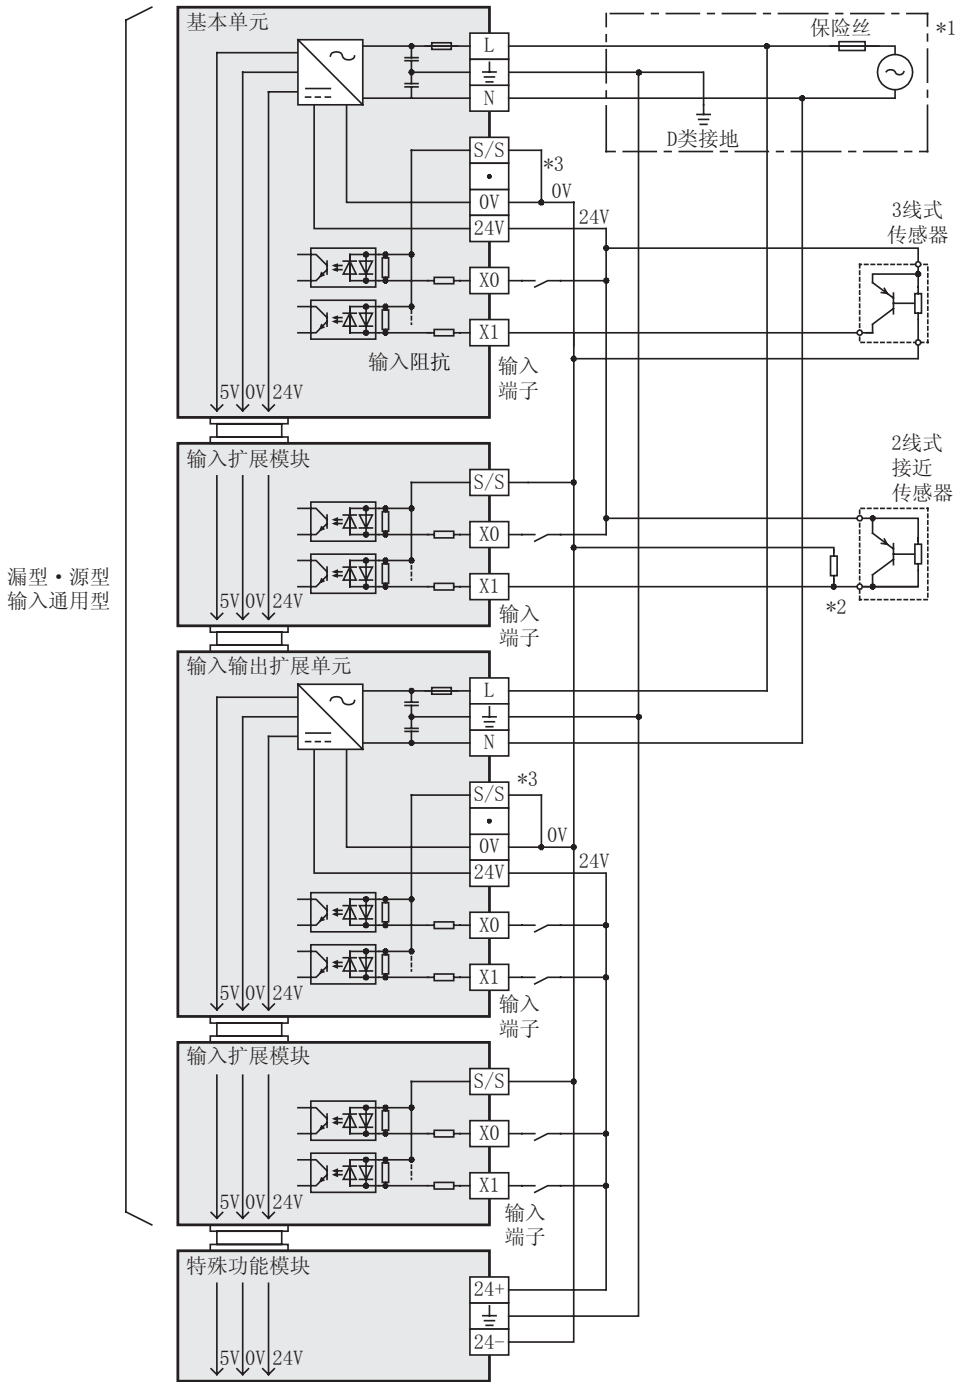 基本单元
L
N
S/S
•
0V
24V
X0
X1
输入阻抗
输入
端子
5V
0V
24V
保险丝
*1
D类接地
*3
0V
24V
3线式
传感器
输入扩展模块
S/S
X0
X1
输入
端子
5V
0V
24V
2线式
接近
传感器
*2
漏型・源型
输入通用型
输入输出扩展单元
L
N
S/S
•
0V
24V
X0
X1
*3
0V
24V
输入
端子
5V
0V
24V
输入扩展模块
S/S
X0
X1
输入
端子
5V
0V
24V
特殊功能模块
24+
24-
5V
0V
24V